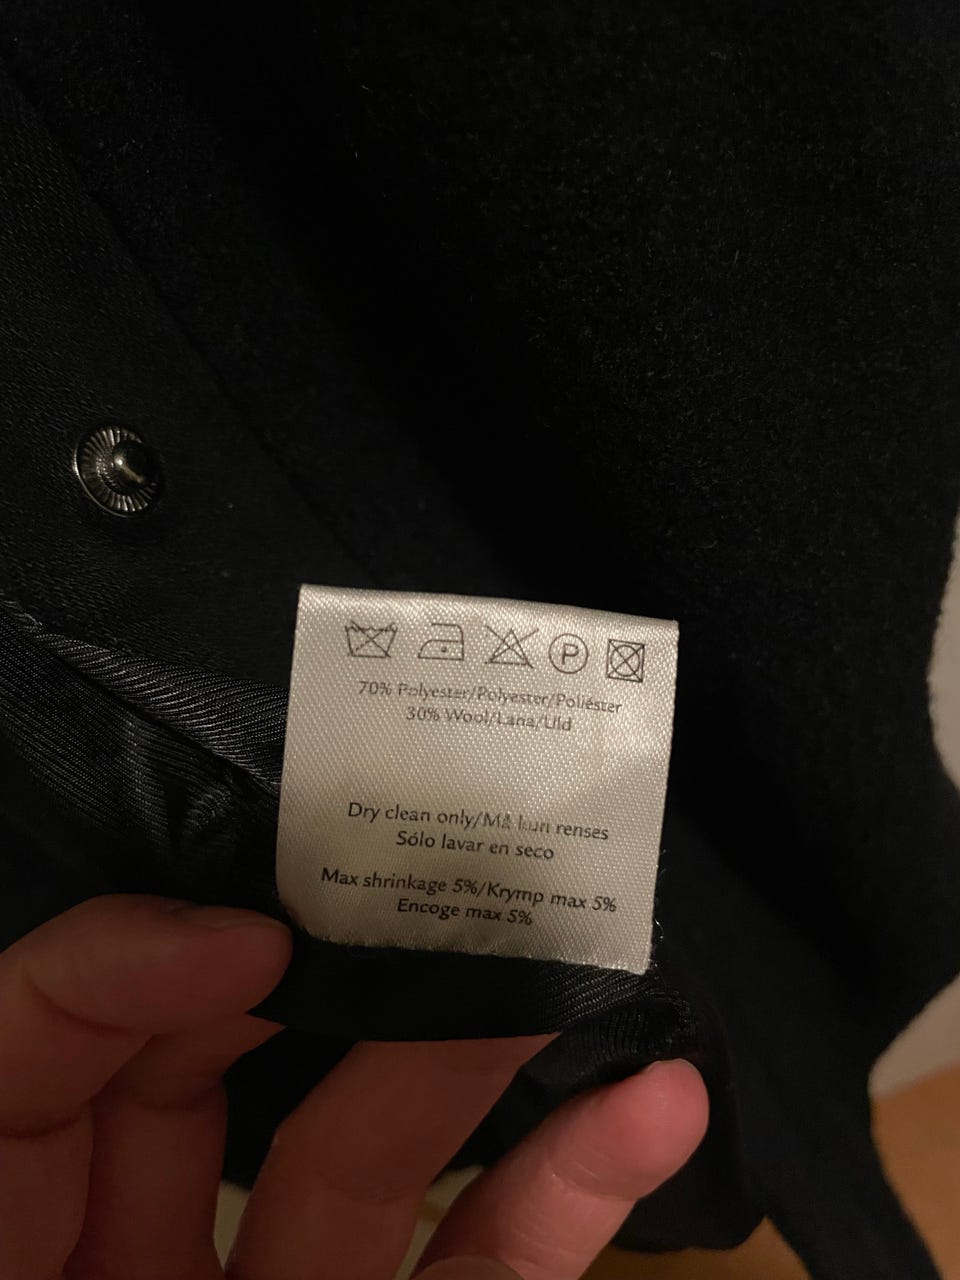 P
70% Polyester/Polyester/Poliéster
30% Wool/Lana/Uld
Dry clean only/Må kun renses
Sólo lavar en seco
Max shrinkage 5%/Krymp max 5%
Encoge max 5%